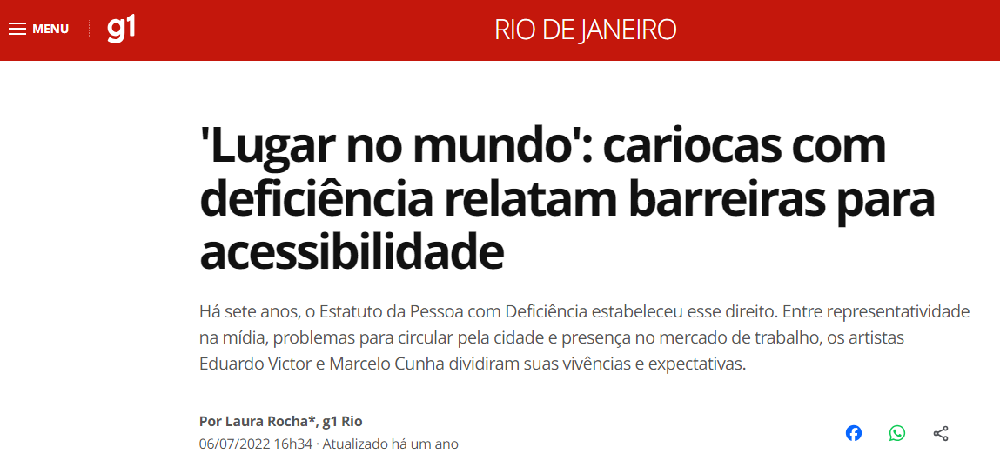 MENU
g1
RIO DE JANEIRO
'Lugar no mundo': cariocas com
deficiência relatam barreiras para
acessibilidade
Há sete anos, o Estatuto da Pessoa com Deficiência estabeleceu esse direito. Entre representatividade
na mídia, problemas para circular pela cidade e presença no mercado de trabalho, os artistas
Eduardo Victor e Marcelo Cunha dividiram suas vivências e expectativas.
Por Laura Rocha*, g1 Rio
06/07/2022 16h34 · Atualizado há um ano